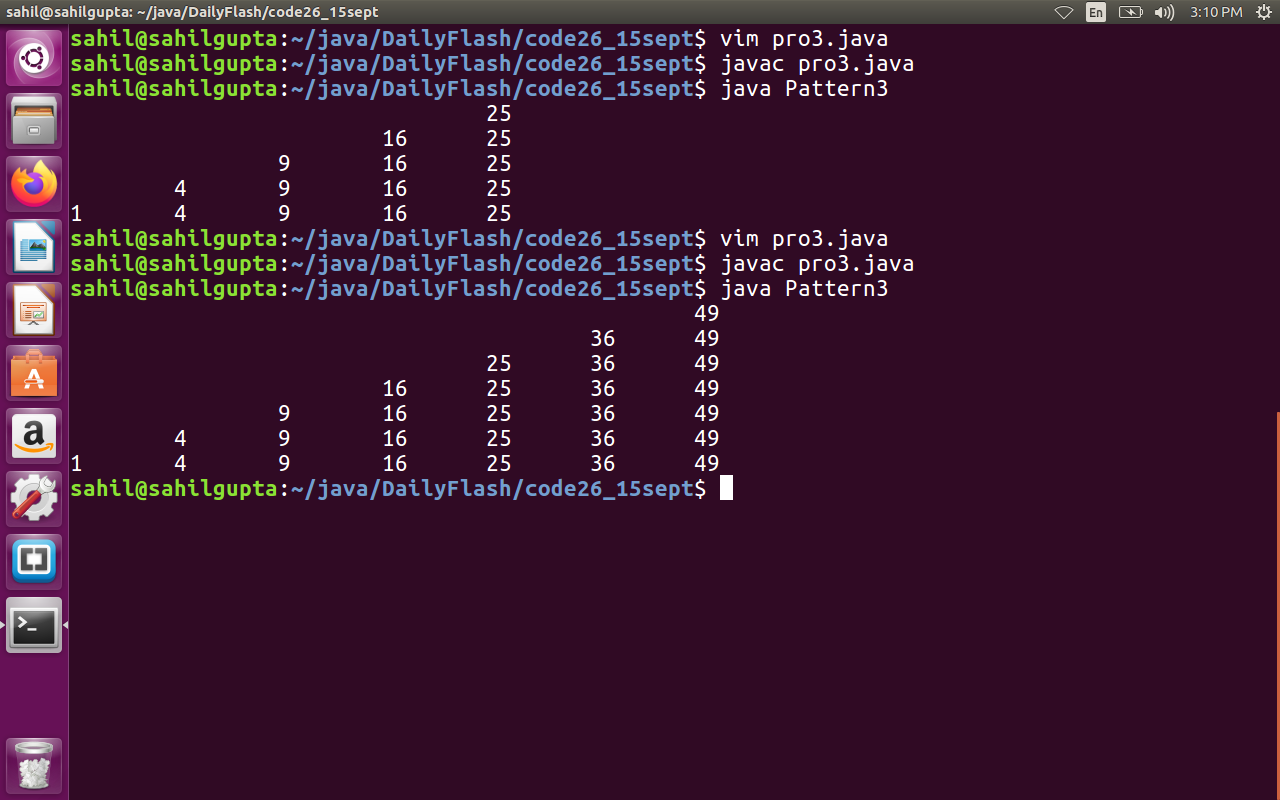 sahil@sahilgupta: ~/java/DailyFlash/code26_15sept En 3:10 PM
sahil@sahilgupta:~/java/DailyFlash/code26_15sept$ vim pro3.java
sahil@sahilgupta:~/java/DailyFlash/code26_15sept$ javac pro3.java
sahil@sahilgupta:~/java/DailyFlash/code26_15sept$ java Pattern3
25
16 25
9 16 25
4 9 16 25
1 4 9 16 25
sahil@sahilgupta:~/java/DailyFlash/code26_15sept$ vim pro3.java
sahil@sahilgupta:~/java/DailyFlash/code26_15sept$ javac pro3.java
sahil@sahilgupta:~/java/DailyFlash/code26_15sept$ java Pattern3
49
36 49
25 36 49
16 25 36 49
9 16 25 36 49
4 9 16 25 36 49
1 4 9 16 25 36 49
sahil@sahilgupta:~/java/DailyFlash/code26_15sept$